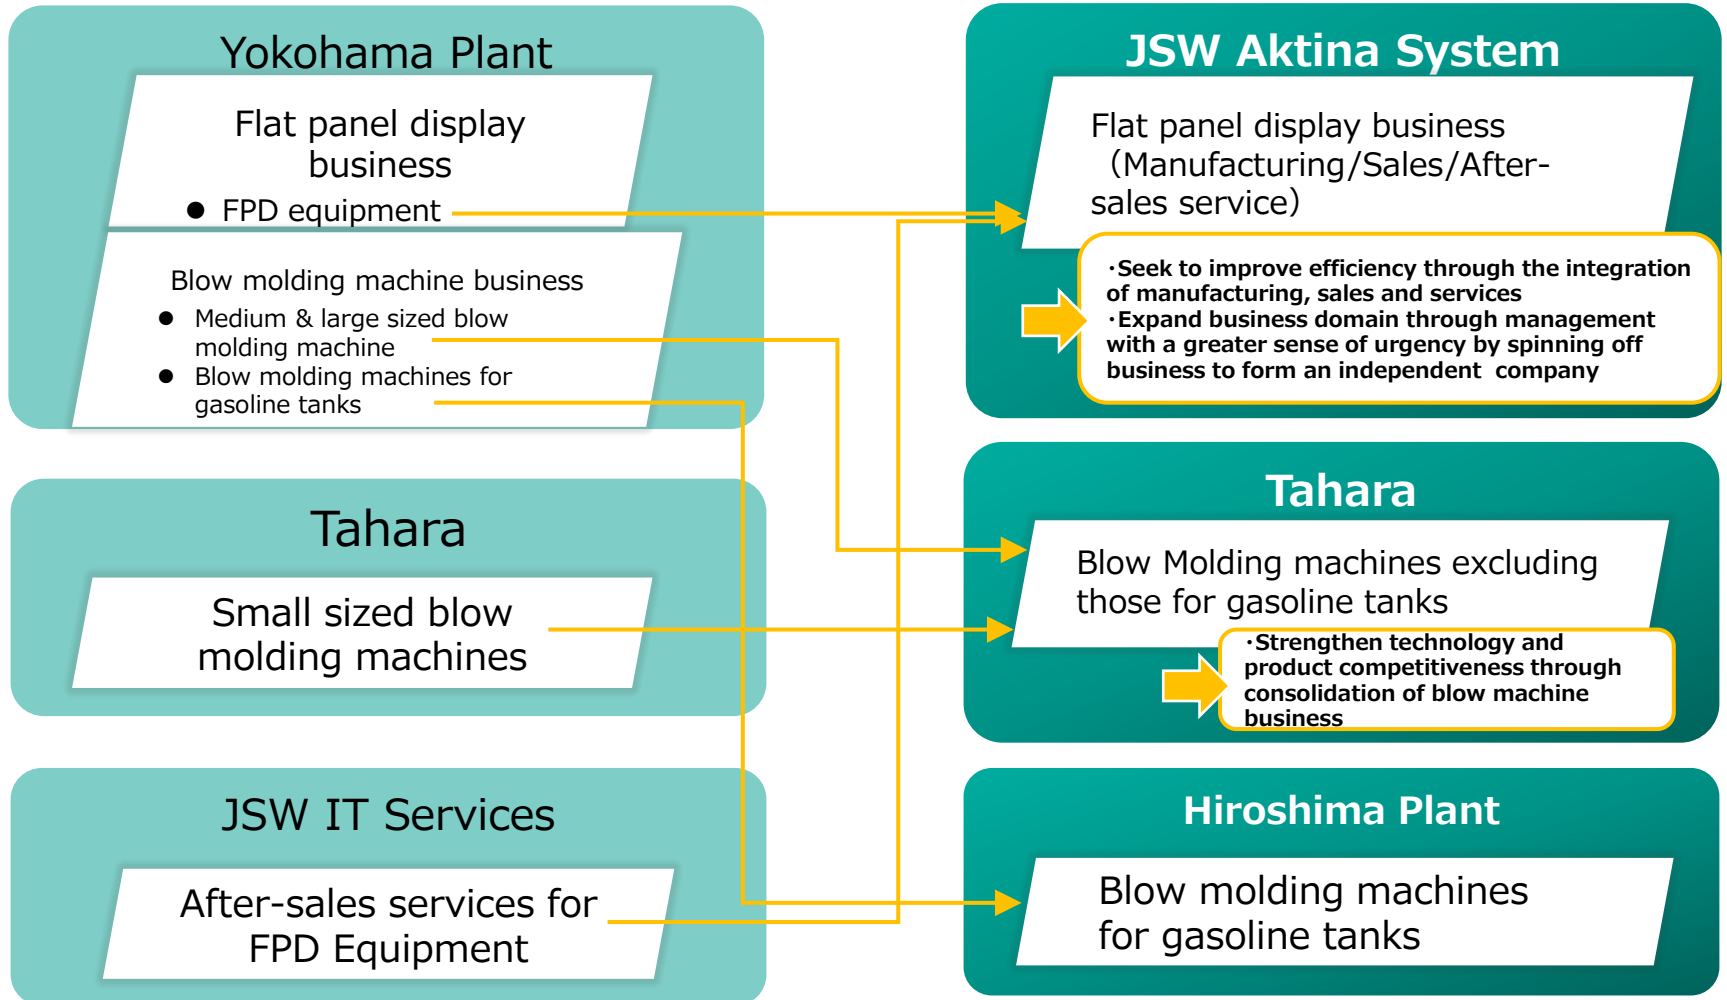 Yokohama Plant
Flat panel display
business
● FPD equipment
Blow molding machine business
● Medium & large sized blow
molding machine
● Blow molding machines for
gasoline tanks
Tahara
Small sized blow
molding machines
JSW IT Services
After-sales services for
FPD Equipment
JSW Aktina System
Flat panel display business
（Manufacturing/Sales/After-
sales service）
・Seek to improve efficiency through the integration
of manufacturing, sales and services
・Expand business domain through management
with a greater sense of urgency by spinning off
business to form an independent company
Tahara
Blow Molding machines excluding
those for gasoline tanks
・Strengthen technology and
product competitiveness through
consolidation of blow machine
business
Hiroshima Plant
Blow molding machines
for gasoline tanks